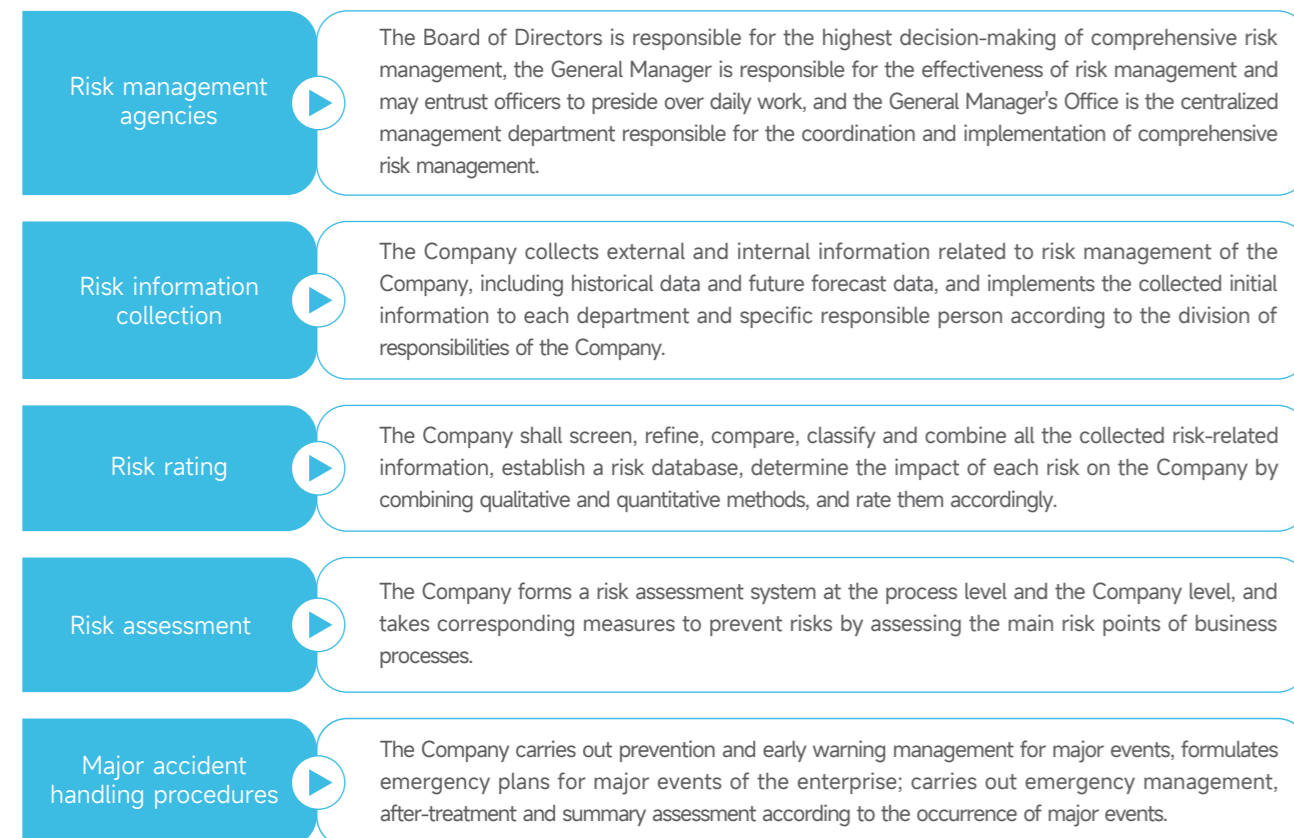 Risk management
agencies
The Board of Directors is responsible for the highest decision-making of comprehensive risk
management, the General Manager is responsible for the effectiveness of risk management and
may entrust officers to preside over daily work, and the General Manager's Office is the centralized
management department responsible for the coordination and implementation of comprehensive
risk management.
Risk information
collection
The Company collects external and internal information related to risk management of the
Company, including historical data and future forecast data, and implements the collected initial
information to each department and specific responsible person according to the division of
responsibilities of the Company.
Risk rating
The Company shall screen, refine, compare, classify and combine all the collected risk-related
information, establish a risk database, determine the impact of each risk on the Company by
combining qualitative and quantitative methods, and rate them accordingly.
Risk assessment
The Company forms a risk assessment system at the process level and the Company level, and
takes corresponding measures to prevent risks by assessing the main risk points of business
processes.
Major accident
handling procedures
The Company carries out prevention and early warning management for major events, formulates
emergency plans for major events of the enterprise; carries out emergency management,
after-treatment and summary assessment according to the occurrence of major events.